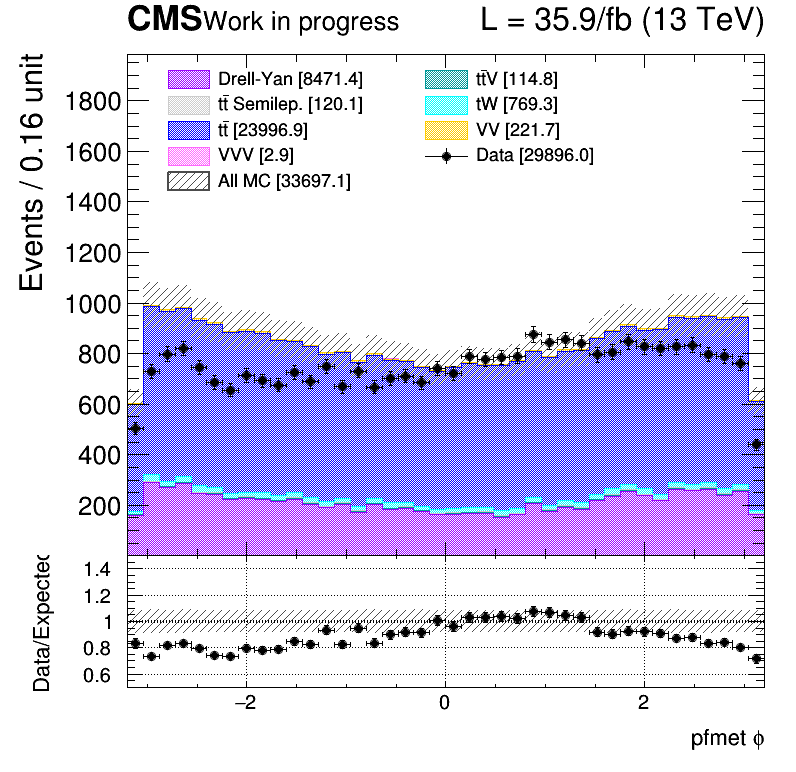 CMS Work in progress L = 35.9/fb (13 TeV)
Events / 0.16 unit
1800
1600
1400
1200
1000
800
600
400
200
Drell-Yan [8471.4]
tt̄ Semilep. [120.1]
tt̄ [23996.9]
VVV [2.9]
All MC [33697.1]
tt̄V [114.8]
tW [769.3]
VV [221.7]
Data [29896.0]
Data/Expected
1.4
1.2
1
0.8
0.6
−2 0 2
pfmet ϕ